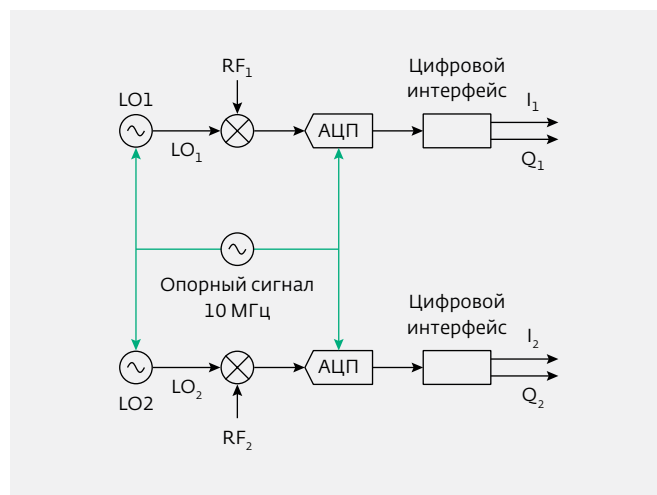 RF₁
Цифровой
интерфейс
LO1
I₁
АЦП
LO₁
Q₁
Опорный сигнал
10 МГц
Цифровой
интерфейс
I₂
АЦП
LO₂
LO2
Q₂
RF₂